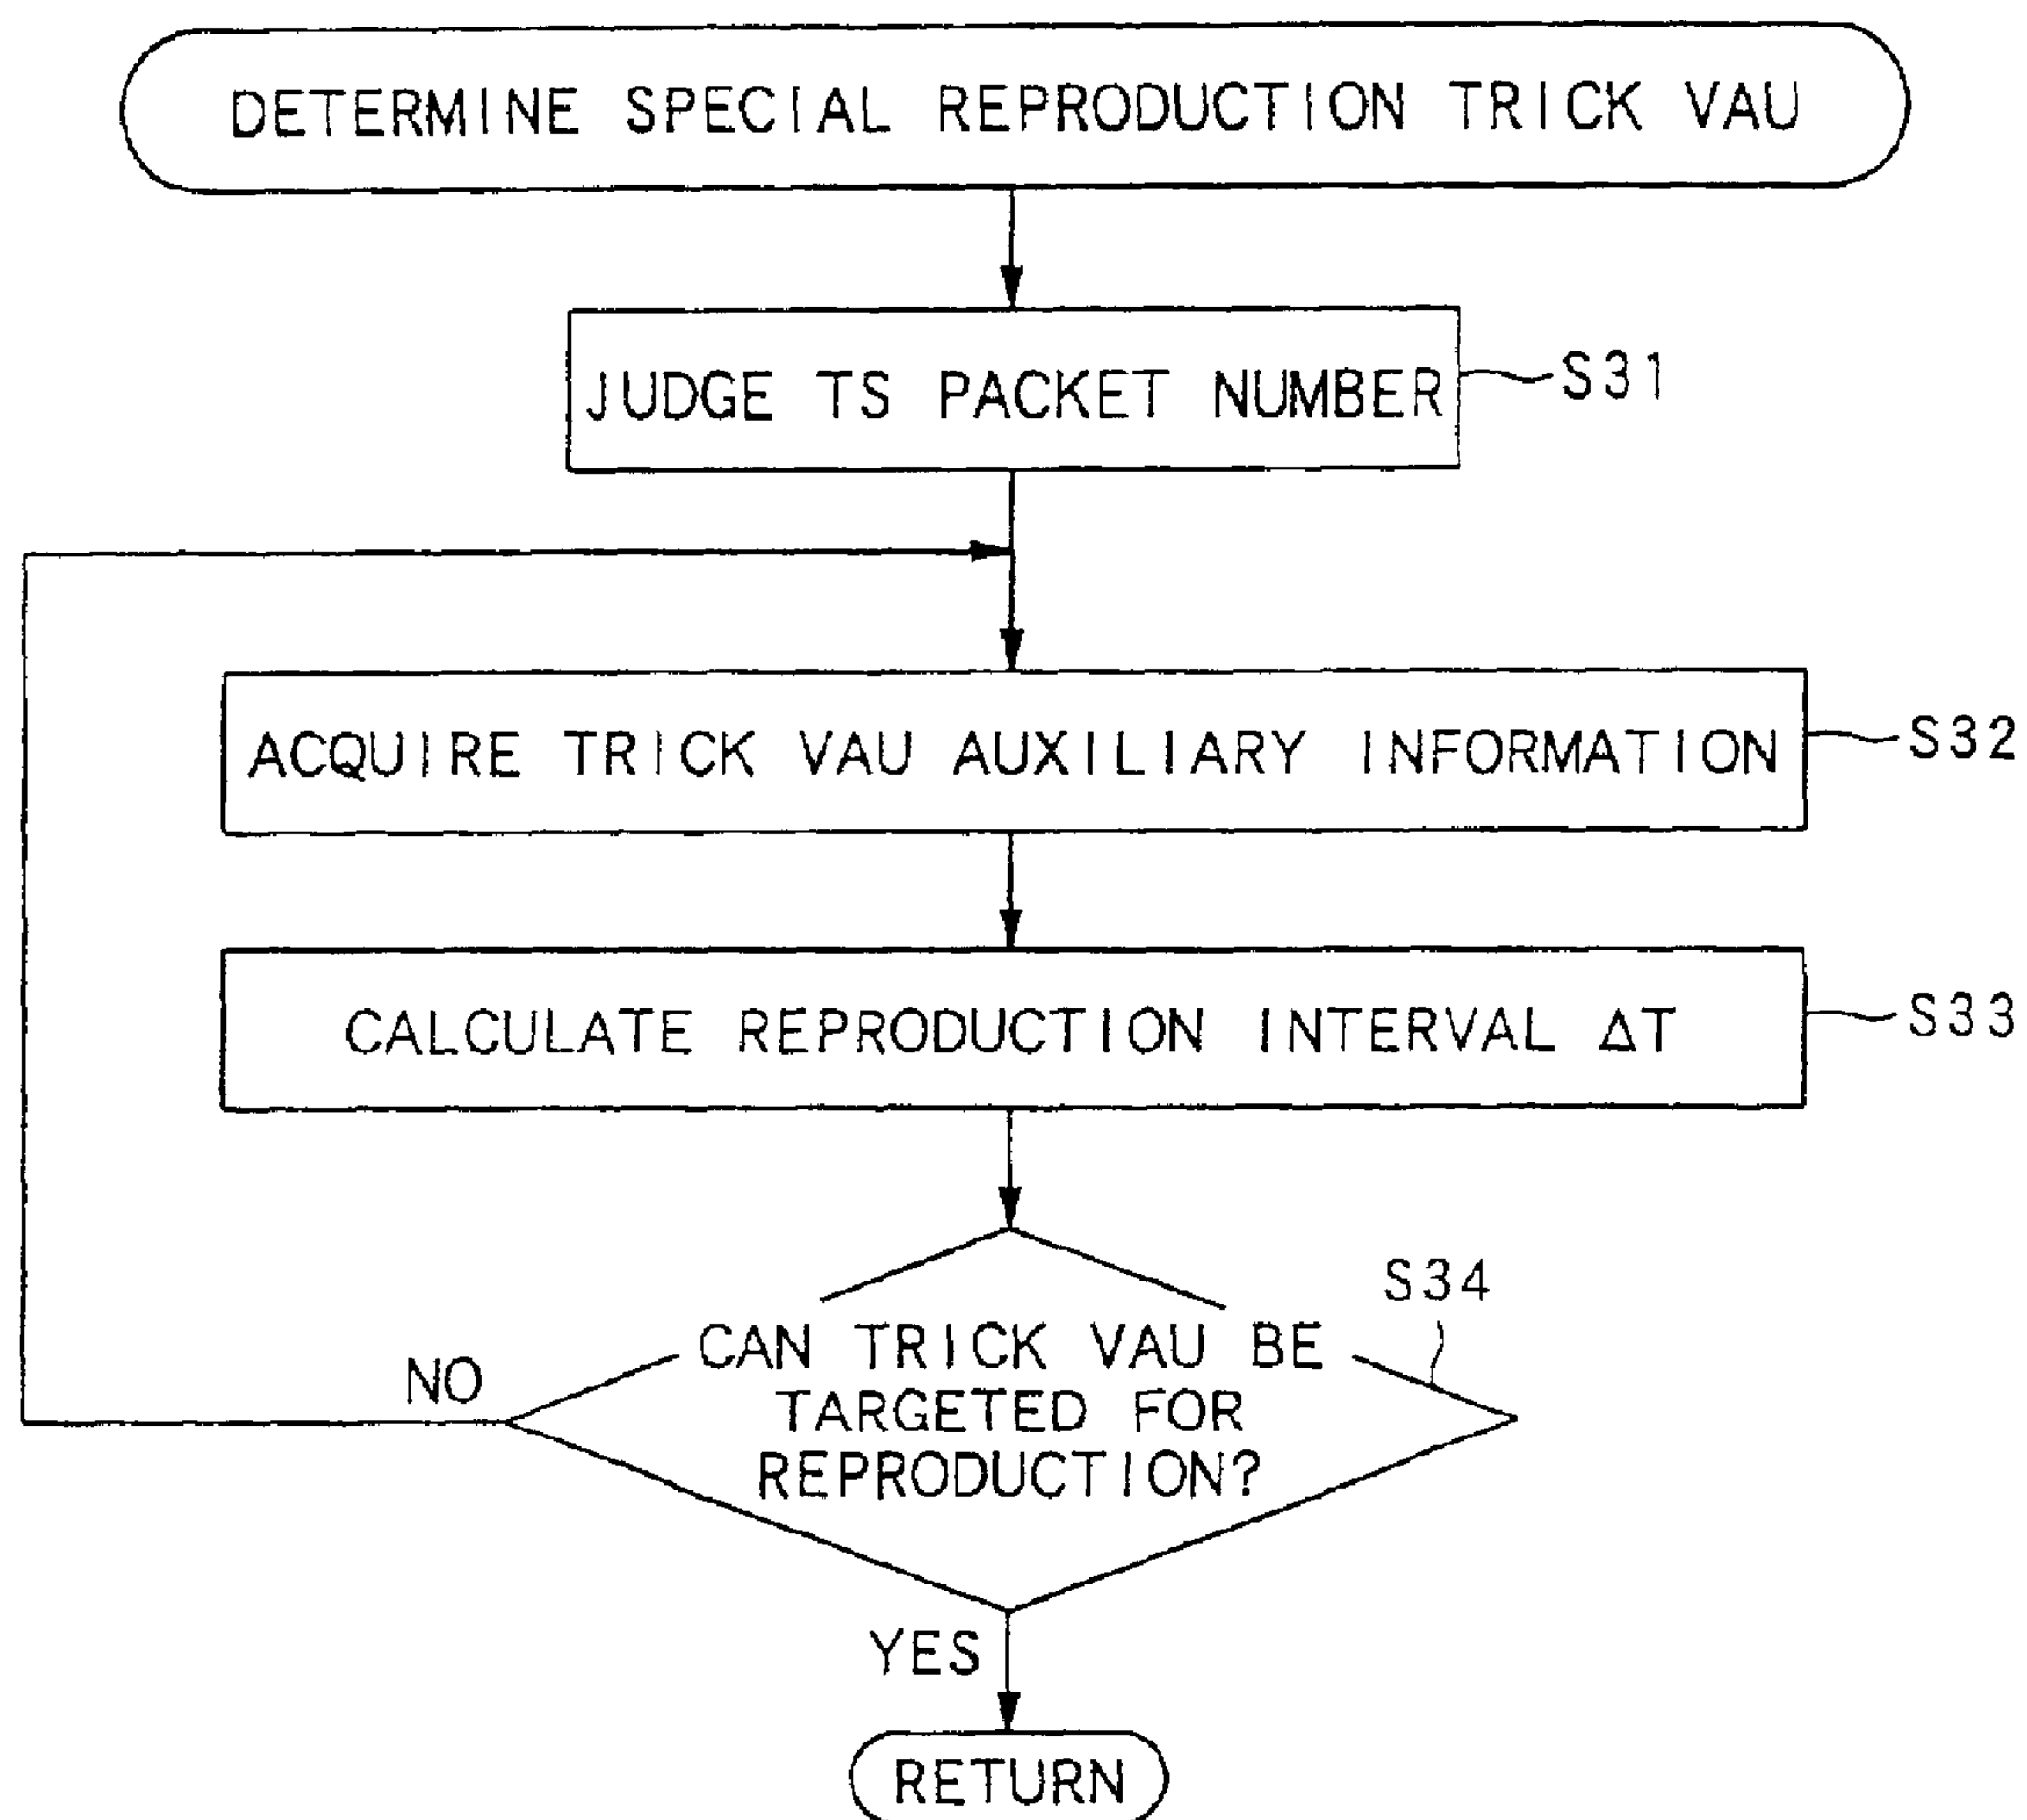 DETERMINE SPECIAL REPRODUCTION TRICK VAU
JUDGE TS PACKET NUMBER
S31
ACQUIRE TRICK VAU AUXILIARY INFORMATION
S32
CALCULATE REPRODUCTION INTERVAL ΔT
S33
S34
CAN TRICK VAU BE
TARGETED FOR
REPRODUCTION?
NO
YES
RETURN